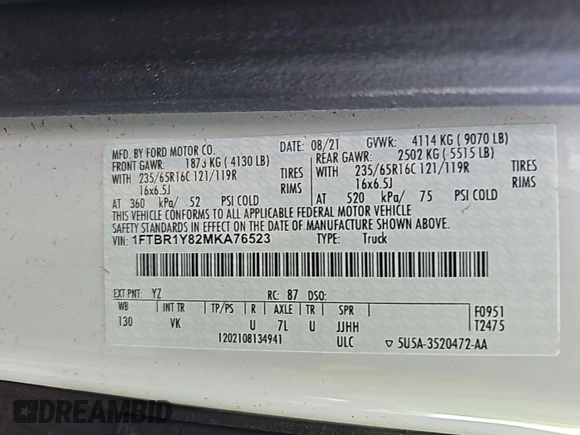 MFD. BY FORD MOTOR CO.
DATE: 08/21 GVWR: 4114 KG ( 9070 LB)
FRONT GAWR: 1873 KG ( 4130 LB)
REAR GAWR: 2502 KG ( 5515 LB)
WITH 235/65R16C 121/119R TIRES
WITH 235/65R16C 121/119R TIRES
16x6.5J RIMS
16x6.5J RIMS
AT 360 kPa/ 52 PSI COLD
AT 520 kPa/ 75 PSI COLD
THIS VEHICLE CONFORMS TO ALL APPLICABLE FEDERAL MOTOR VEHICLE
SAFETY STANDARDS IN EFFECT ON THE DATE OF MANUFACTURE SHOWN ABOVE.
VIN: 1FTBR1Y82MKA76523 TYPE: Truck
EXT PNT: YZ RC: 87 DSO:
WB INT TR TP/PS R AXLE TR SPR F0951
130 VK U 7L U JJHH T2475
1202108134941 ULC ▽ 5U5A-3520472-AA
DREAMBID